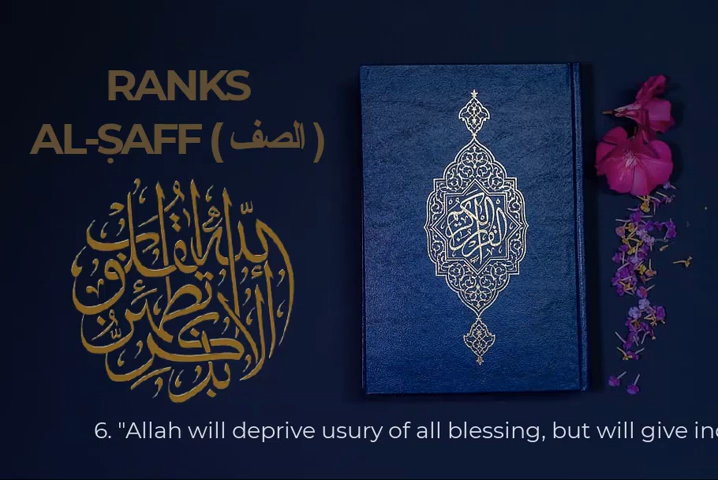 RANKS
AL-ṢAFF ( الصف )
ألا بذكر الله تطمئن القلوب
القرآن الكريم
6. "Allah will deprive usury of all blessing, but will give inc